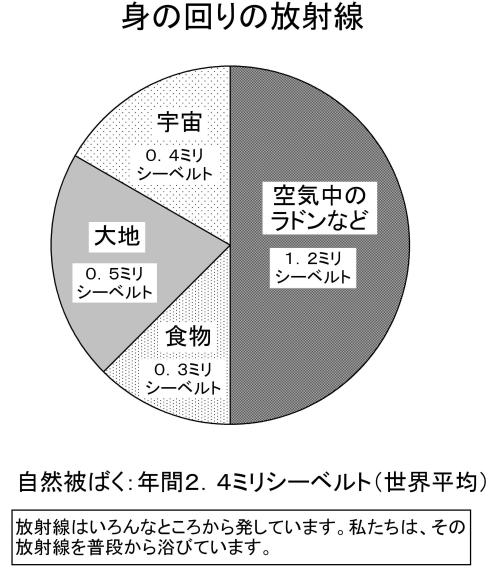 身の回りの放射線
宇宙
０．４ミリ
シーベルト
空気中の
ラドンなど
１．２ミリ
シーベルト
大地
０．５ミリ
シーベルト
食物
０．３ミリ
シーベルト
自然被ばく：年間２．４ミリシーベルト（世界平均）
放射線はいろんなところから発しています。私たちは、その
放射線を普段から浴びています。